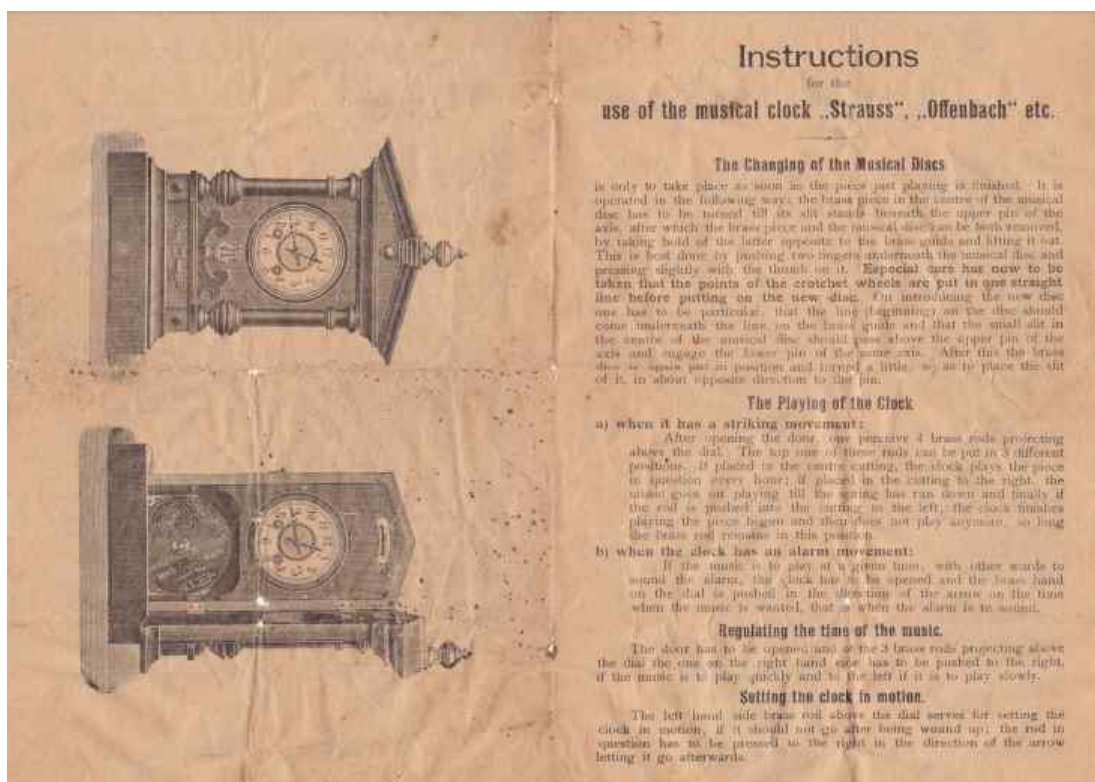 Instructions
for the
use of the musical clock „Strauss“, „Offenbach“ etc.
The Changing of the Musical Discs
is only to take place as soon as the piece just playing is finished. It is
operated in the following way: the brass piece in the centre of the musical
disc has to be turned till its slit stands beneath the upper pin of the
axis, after which the brass piece and the musical disc can be both removed,
by taking hold of the latter opposite to the brass guide and lifting it out.
This is best done by pushing two fingers underneath the musical disc and
pressing slightly with the thumb on it. Especial care has now to be
taken that the points of the crotchet wheels are put in one straight
line before putting on the new disc. On introducing the new disc
one has to be particular, that the line (beginning) on the disc should
come underneath the line on the brass guide and that the small slit in
the centre of the musical disc should pass above the upper pin of the
axis and engage the lower pin of the same axis. After this the brass
disc is again put in position and turned a little, so as to place the slit
of it, in about opposite direction to the pin.
The Playing of the Clock
a) when it has a striking movement:
After opening the door, one perceive 4 brass rods projecting
above the dial. The top one of these rods can be put in 3 different
positions. If placed in the centre cutting, the clock plays the piece
in question every hour; if placed in the cutting to the right, the
music goes on playing till the spring has run down and finally if
the rod is pushed into the cutting to the left, the clock finishes
playing the piece began and then does not play anymore, so long
the brass rod remains in this position.
b) when the clock has an alarm movement:
If the music is to play at a given time, with other words to
sound the alarm, the clock has to be opened and the brass hand
on the dial is pushed in the direction of the arrow on the time
when the music is wanted, that is when the alarm is to sound.
Regulating the time of the music.
The door has to be opened and of the 3 brass rods projecting above
the dial the one on the right hand side has to be pushed to the right,
if the music is to play quickly and to the left if it is to play slowly.
Setting the clock in motion.
The left hand side brass rod above the dial serves for setting the
clock in motion, if it should not go after being wound up; the rod in
question has to be pressed to the right in the direction of the arrow
letting it go afterwards.